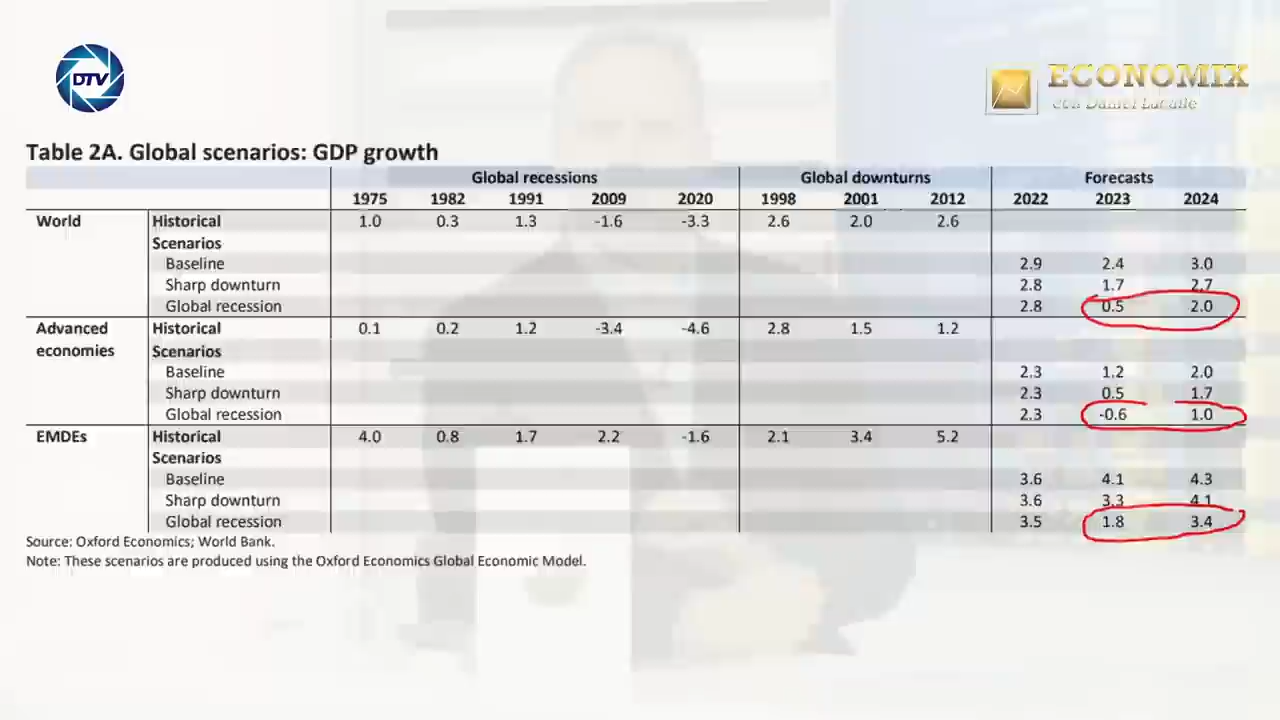 DTV
ECONOMIX
con Daniel Lacalle
Table 2A. Global scenarios: GDP growth
Global recessions Global downturns Forecasts
1975 1982 1991 2009 2020 1998 2001 2012 2022 2023 2024
World Historical 1.0 0.3 1.3 -1.6 -3.3 2.6 2.0 2.6
Scenarios
Baseline 2.9 2.4 3.0
Sharp downturn 2.8 1.7 2.7
Global recession 2.8 0.5 2.0
Advanced Historical 0.1 0.2 1.2 -3.4 -4.6 2.8 1.5 1.2
economies Scenarios
Baseline 2.3 1.2 2.0
Sharp downturn 2.3 0.5 1.7
Global recession 2.3 -0.6 1.0
EMDEs Historical 4.0 0.8 1.7 2.2 -1.6 2.1 3.4 5.2
Scenarios
Baseline 3.6 4.1 4.3
Sharp downturn 3.6 3.3 4.1
Global recession 3.5 1.8 3.4
Source: Oxford Economics; World Bank.
Note: These scenarios are produced using the Oxford Economics Global Economic Model.